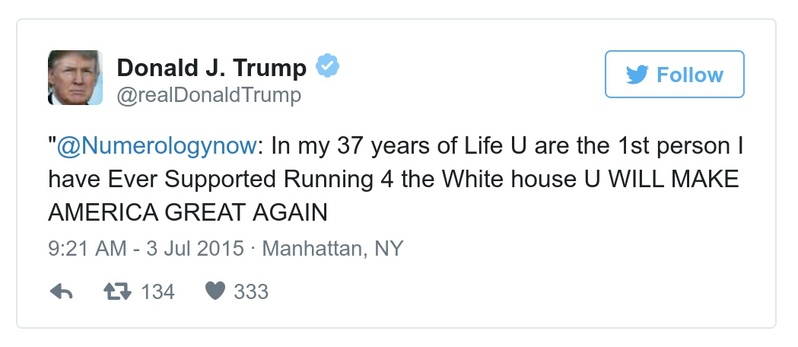 Donald J. Trump
@realDonaldTrump
Follow
"@Numerologynow: In my 37 years of Life U are the 1st person I
have Ever Supported Running 4 the White house U WILL MAKE
AMERICA GREAT AGAIN
9:21 AM - 3 Jul 2015 · Manhattan, NY
134 333